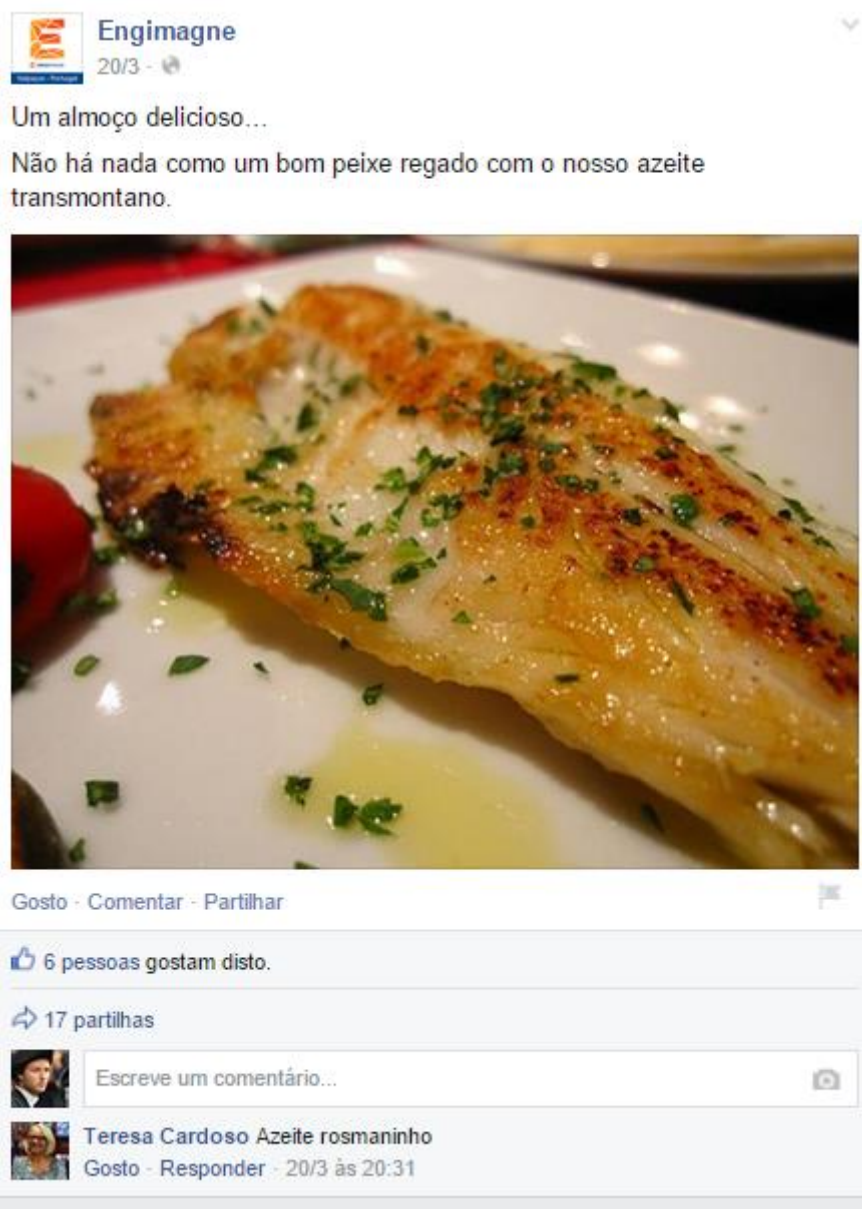 Engimagne
20/3 ·
Um almoço delicioso...
Não há nada como um bom peixe regado com o nosso azeite
transmontano.
Gosto · Comentar · Partilhar
6 pessoas gostam disto.
17 partilhas
Escreve um comentário...
Teresa Cardoso Azeite rosmaninho
Gosto · Responder · 20/3 às 20:31